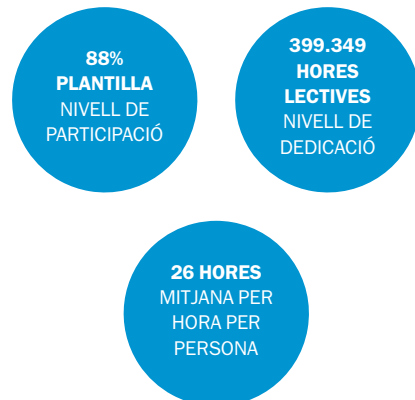 88%
PLANTILLA
NIVELL DE
PARTICIPACIÓ
399.349
HORES
LECTIVES
NIVELL DE
DEDICACIÓ
26 HORES
MITJANA PER
HORA PER
PERSONA